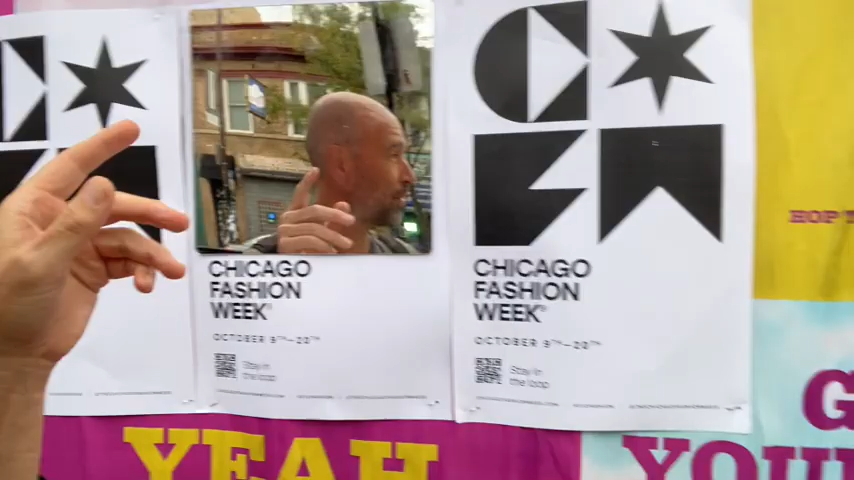 CHICAGO
FASHION
WEEK
OCTOBER 9TH–20TH
Stay in
the loop
CHICAGO
FASHION
WEEK
OCTOBER 9TH–20TH
Stay in
the loop
HOP
YEAH
G
YOU